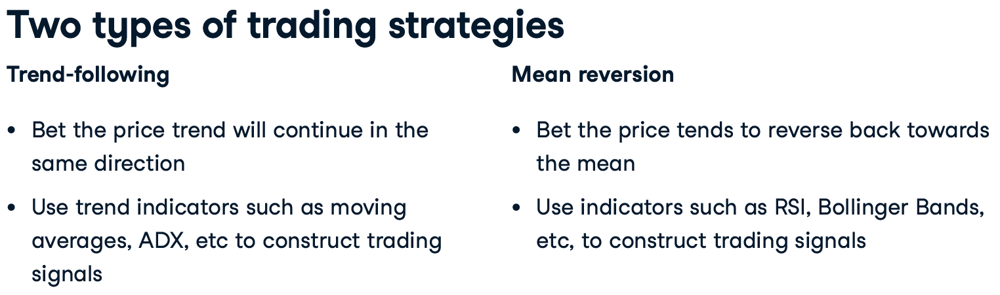 Two types of trading strategies
Trend-following
• Bet the price trend will continue in the
same direction
• Use trend indicators such as moving
averages, ADX, etc to construct trading
signals
Mean reversion
• Bet the price tends to reverse back towards
the mean
• Use indicators such as RSI, Bollinger Bands,
etc, to construct trading signals